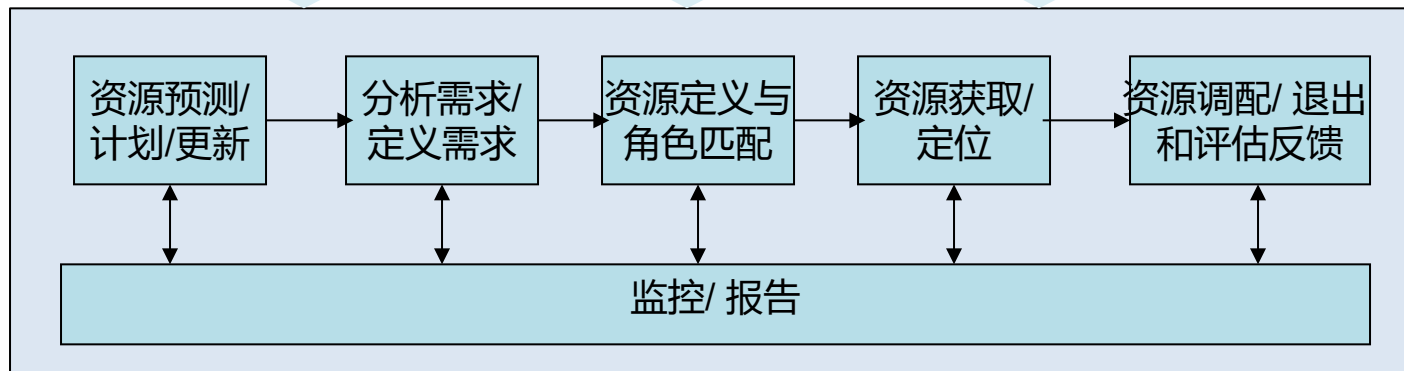 资源预测/
计划/更新
分析需求/
定义需求
资源定义与
角色匹配
资源获取/
定位
资源调配/ 退出
和评估反馈
监控/ 报告